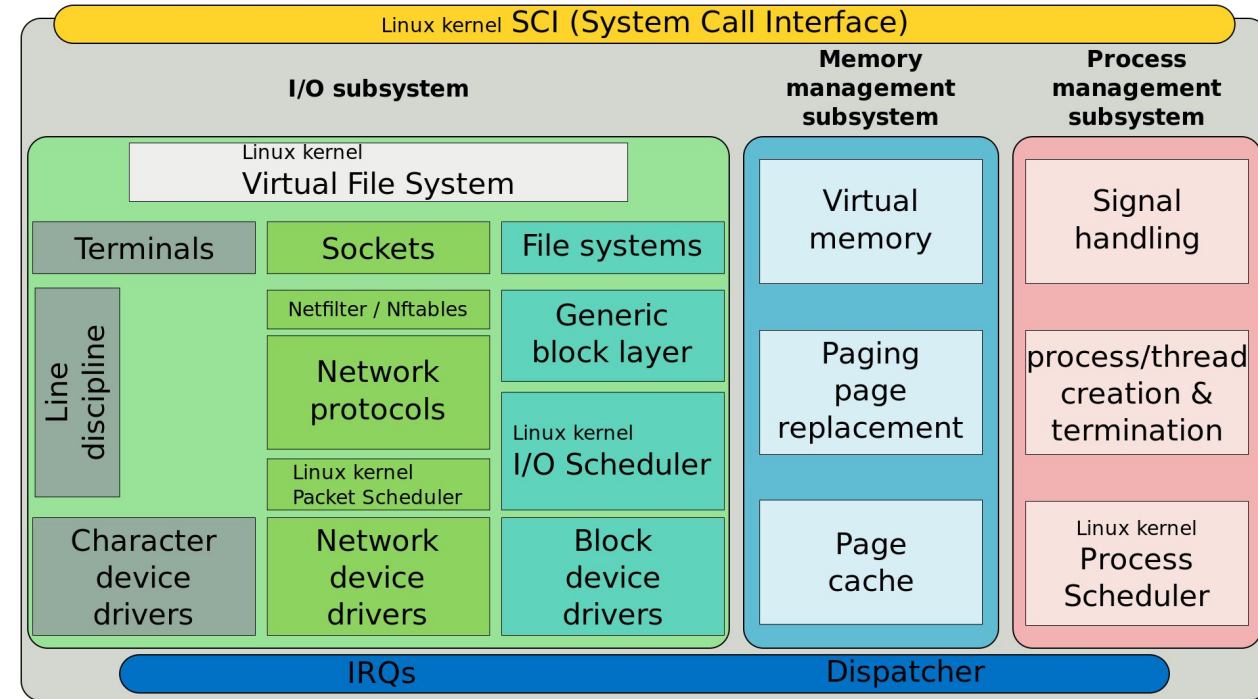 Linux kernel SCI (System Call Interface)
I/O subsystem
Memory
management
subsystem
Process
management
subsystem
Linux kernel
Virtual File System
Terminals
Sockets
File systems
Line
discipline
Netfilter / Nftables
Network
protocols
Linux kernel
Packet Scheduler
Generic
block layer
Linux kernel
I/O Scheduler
Character
device
drivers
Network
device
drivers
Block
device
drivers
Virtual
memory
Paging
page
replacement
Page
cache
Signal
handling
process/thread
creation &
termination
Linux kernel
Process
Scheduler
IRQs
Dispatcher